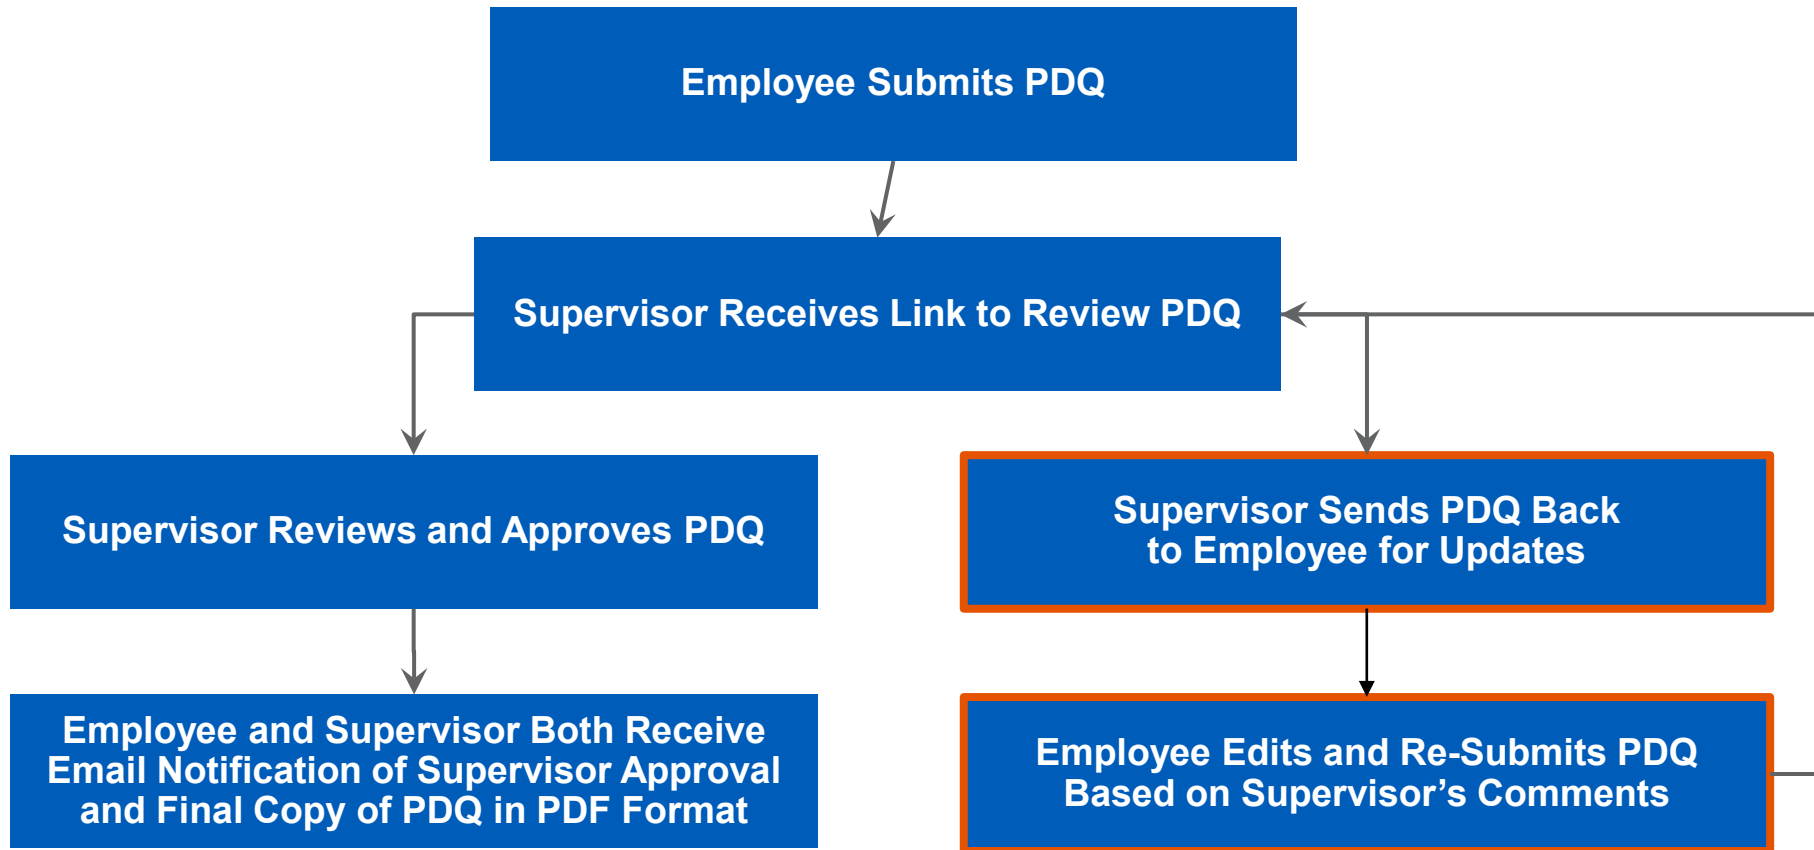 Employee Submits PDQ
Supervisor Receives Link to Review PDQ
Supervisor Reviews and Approves PDQ
Supervisor Sends PDQ Back
to Employee for Updates
Employee and Supervisor Both Receive
Email Notification of Supervisor Approval
and Final Copy of PDQ in PDF Format
Employee Edits and Re-Submits PDQ
Based on Supervisor’s Comments